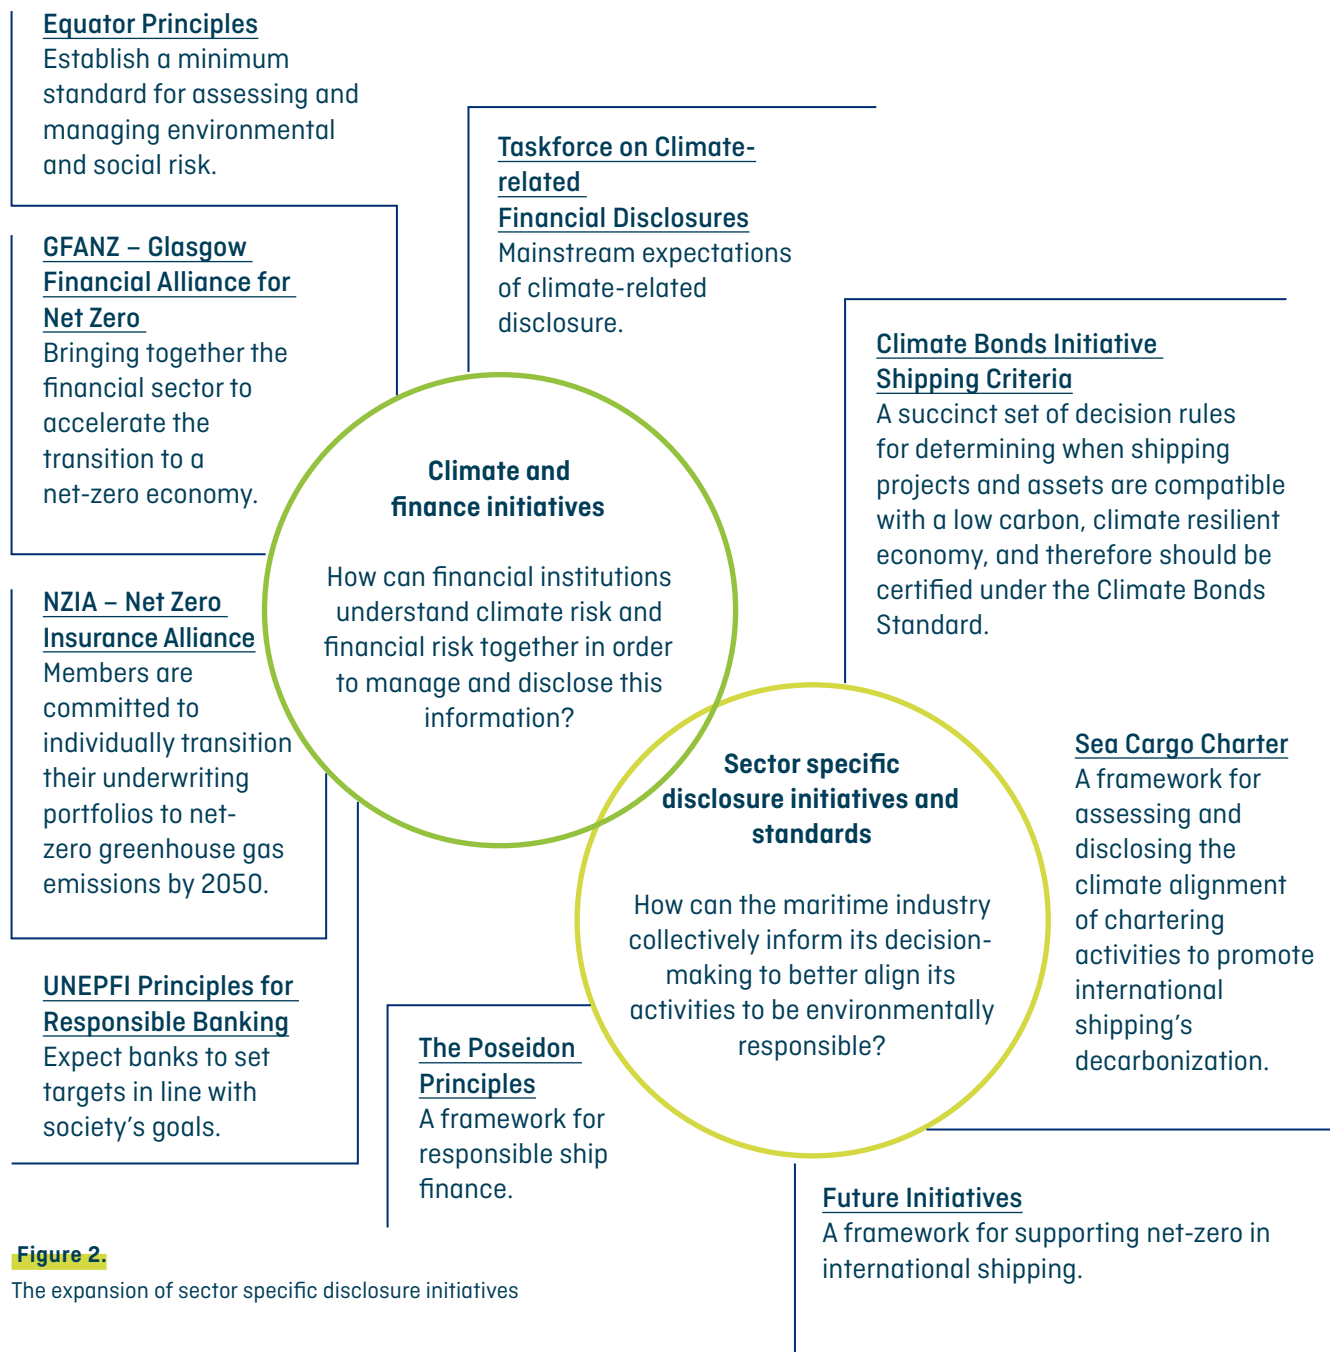 Equator Principles
Establish a minimum
standard for assessing and
managing environmental
and social risk.
GFANZ – Glasgow
Financial Alliance for
Net Zero
Bringing together the
financial sector to
accelerate the
transition to a
net-zero economy.
NZIA – Net Zero
Insurance Alliance
Members are
committed to
individually transition
their underwriting
portfolios to net-
zero greenhouse gas
emissions by 2050.
UNEPFI Principles for
Responsible Banking
Expect banks to set
targets in line with
society’s goals.
Taskforce on Climate-
related
Financial Disclosures
Mainstream expectations
of climate-related
disclosure.
Climate and
finance initiatives
How can financial institutions
understand climate risk and
financial risk together in order
to manage and disclose this
information?
Climate Bonds Initiative
Shipping Criteria
A succinct set of decision rules
for determining when shipping
projects and assets are compatible
with a low carbon, climate resilient
economy, and therefore should be
certified under the Climate Bonds
Standard.
Sector specific
disclosure initiatives and
standards
How can the maritime industry
collectively inform its decision-
making to better align its
activities to be environmentally
responsible?
Sea Cargo Charter
A framework for
assessing and
disclosing the
climate alignment
of chartering
activities to promote
international
shipping’s
decarbonization.
The Poseidon
Principles
A framework for
responsible ship
finance.
Future Initiatives
A framework for supporting net-zero in
international shipping.
Figure 2.
The expansion of sector specific disclosure initiatives